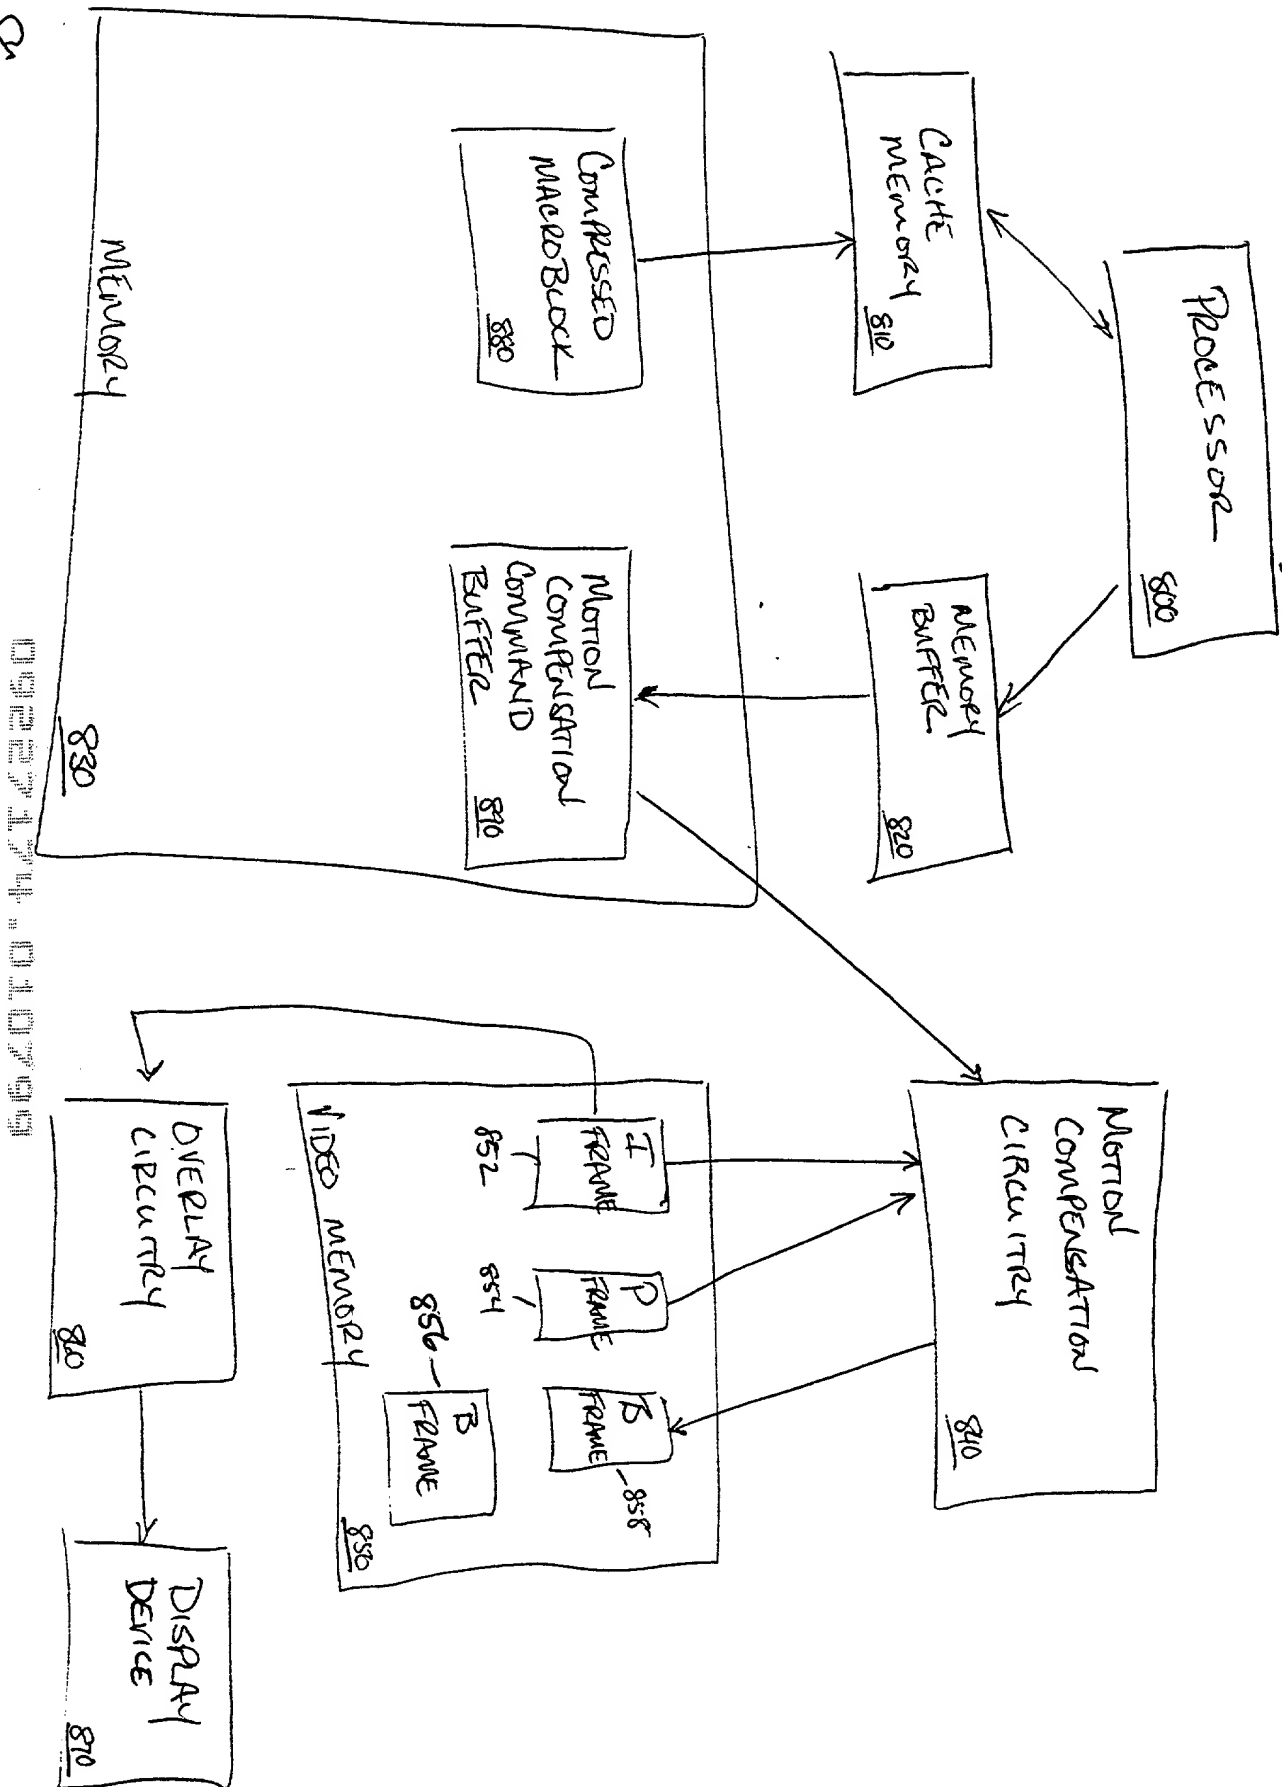 PROCESSOR
800
CACHE
MEMORY
810
MEMORY
BUFFER
820
MOTION
COMPENSATION
CIRCUITRY
840
COMPRESSED
MACROBLOCK
880
MOTION
COMPENSATION
COMMAND
BUFFER
890
MEMORY
830
I
FRAME
852
P
FRAME
854
B
FRAME
858
B
FRAME
856
VIDEO MEMORY
850
OVERLAY
CIRCUITRY
860
DISPLAY
DEVICE
870
09227174.010799